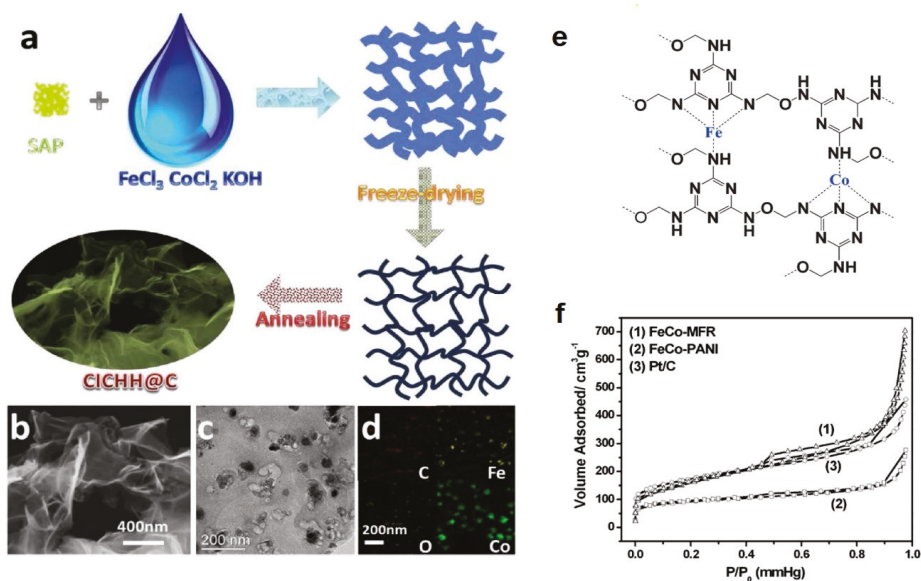 a
SAP
+
FeCl₃ CoCl₂ KOH
Freeze-drying
Annealing
CICHH@C
b
400nm
c
200 nm
d
C Fe
200nm
O Co
e
O NH
N N H H
O N N N O N N N
Fe N N
O NH NH O
N N Co
O NH N N O N N N
H H N N
O NH
f
(1) FeCo-MFR
(2) FeCo-PANI
(3) Pt/C
Volume Adsorbed/ cm³g⁻¹
700
600
500
400
300
200
100
0
(1)
(3)
(2)
0.0 0.2 0.4 0.6 0.8 1.0
P/P₀ (mmHg)